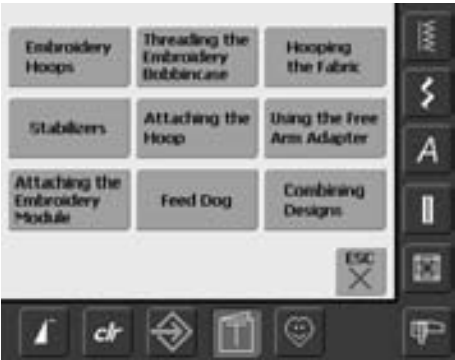 Embroidery
Hoops
Threading the
Embroidery
Bobbincase
Hooping
the Fabric
Stabilizers
Attaching the
Hoop
Using the Free
Arm Adapter
Attaching the
Embroidery
Module
Feed Dog
Combining
Designs
ESC
A
clr